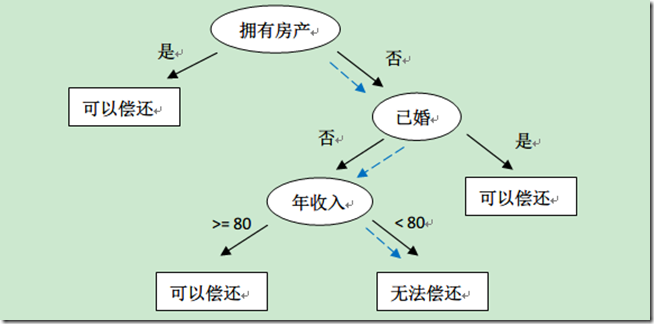 拥有房产
是
否
可以偿还
已婚
否
是
年收入
可以偿还
>= 80
< 80
可以偿还
无法偿还